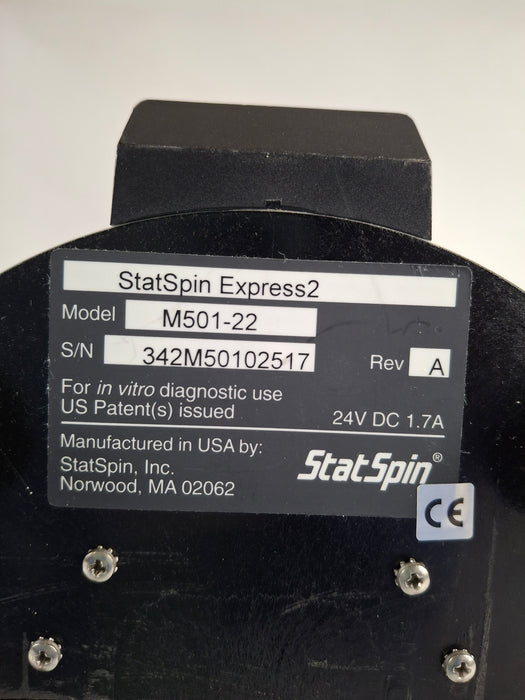 StatSpin Express2
Model M501-22
S/N 342M50102517 Rev A
For in vitro diagnostic use
US Patent(s) issued 24V DC 1.7A
Manufactured in USA by:
StatSpin, Inc.
Norwood, MA 02062
StatSpin®
CE